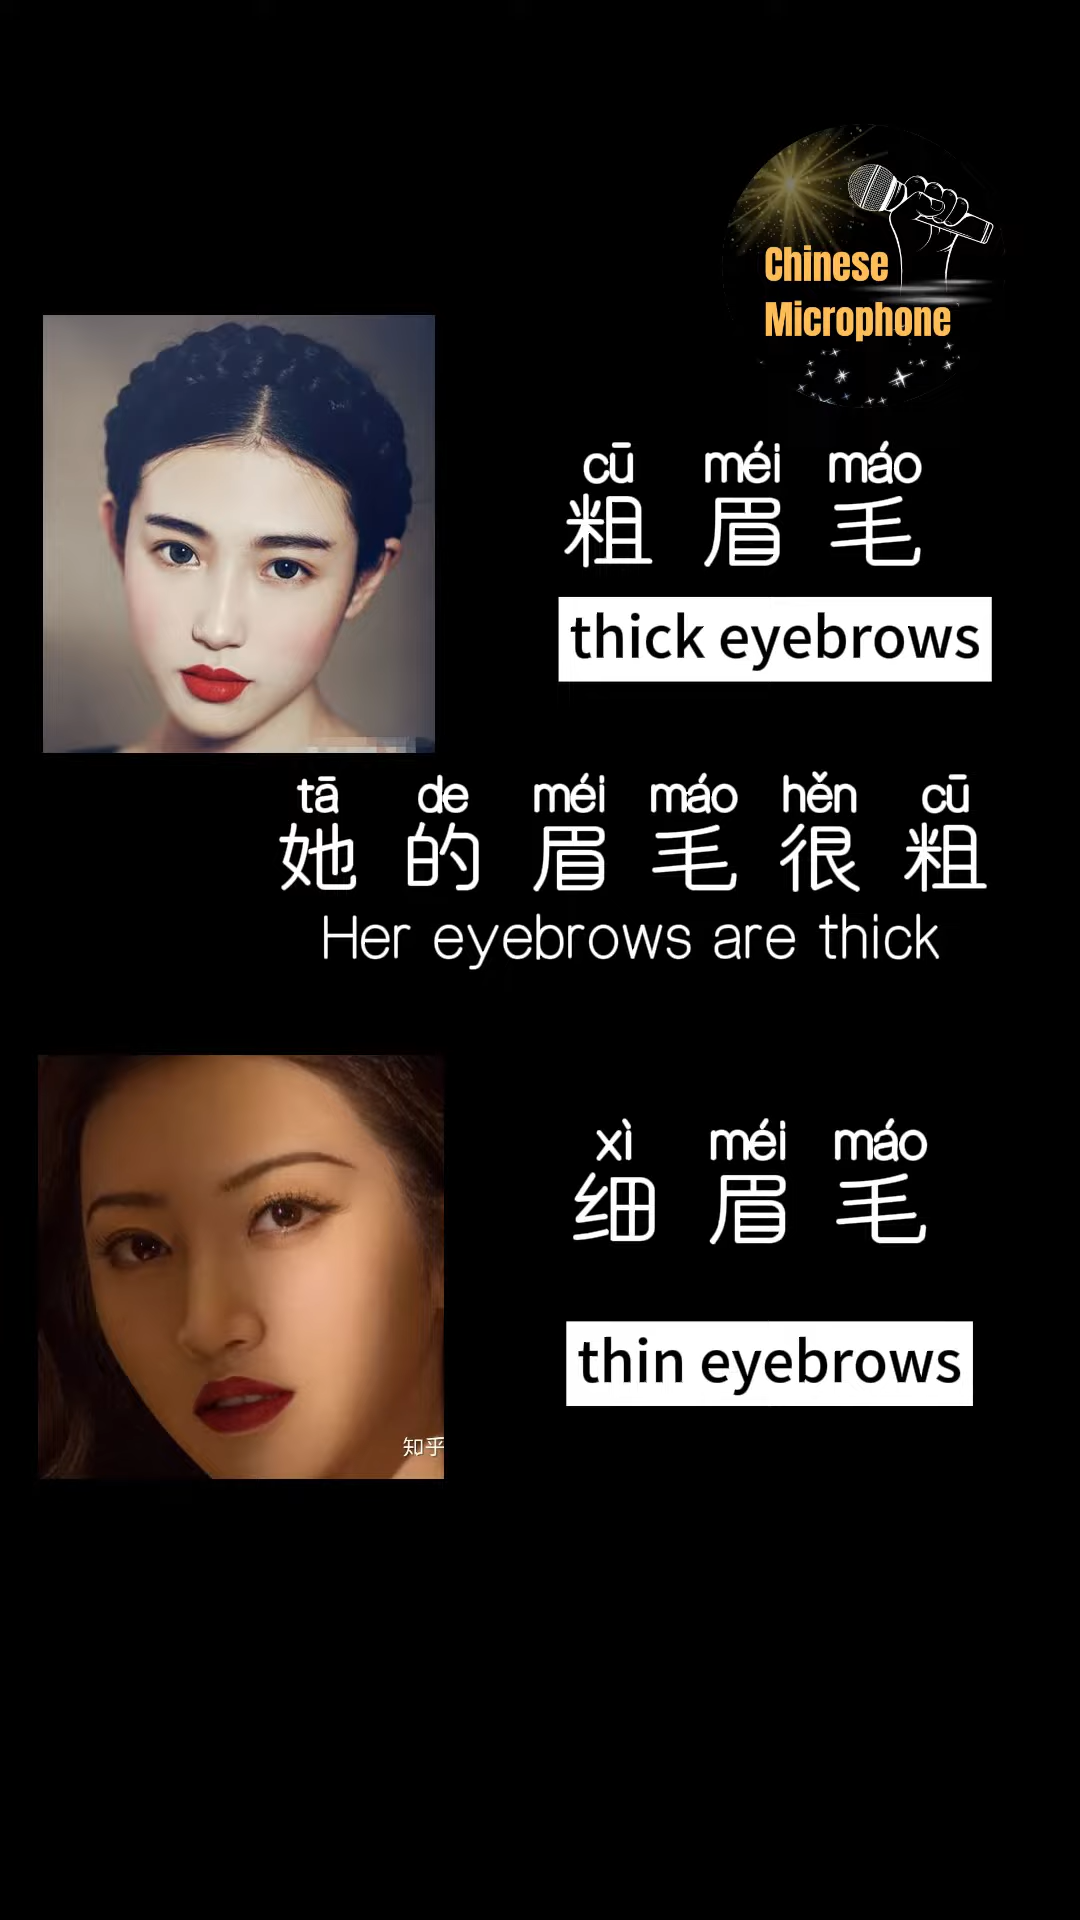 Chinese
Microphone
cū méi máo
粗 眉 毛
thick eyebrows
tā de méi máo hěn cū
她 的 眉 毛 很 粗
Her eyebrows are thick
xì méi máo
细 眉 毛
thin eyebrows
知乎